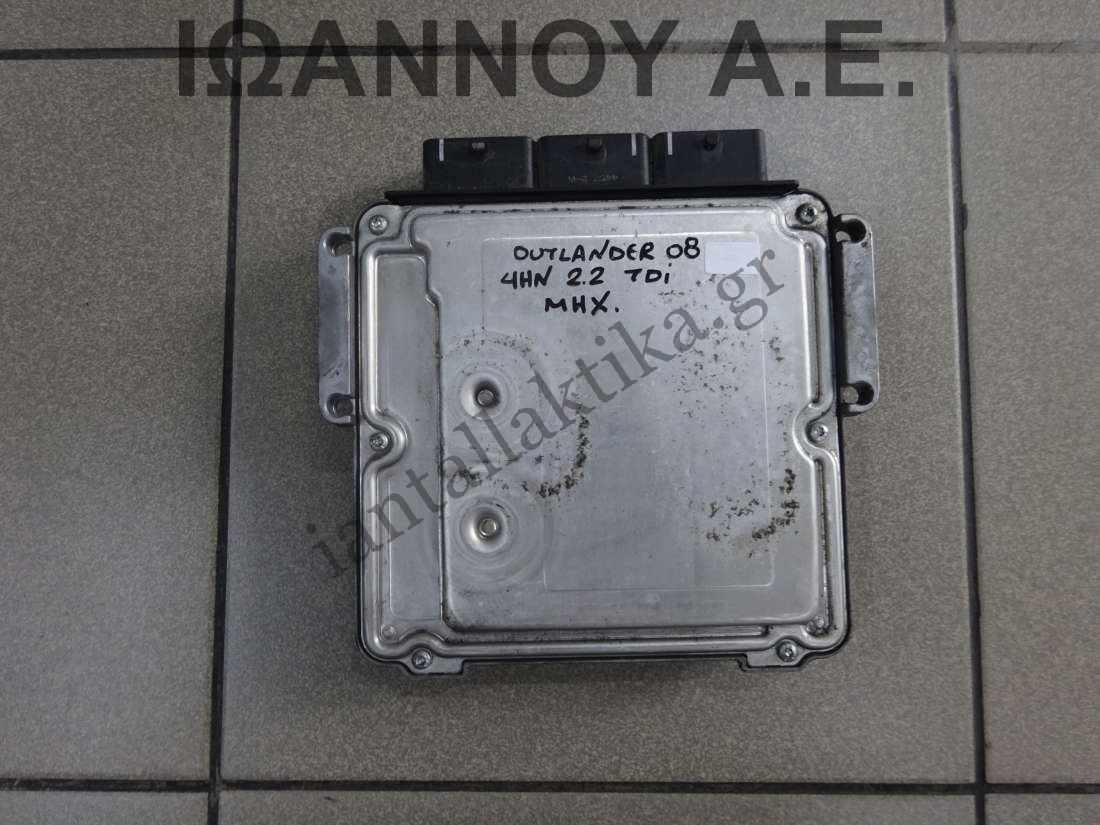 ΙΩΑΝΝΟΥ Α.Ε.
OUTLANDER 08
4HN 2.2 TDi
MHX.
iantallaktika.gr